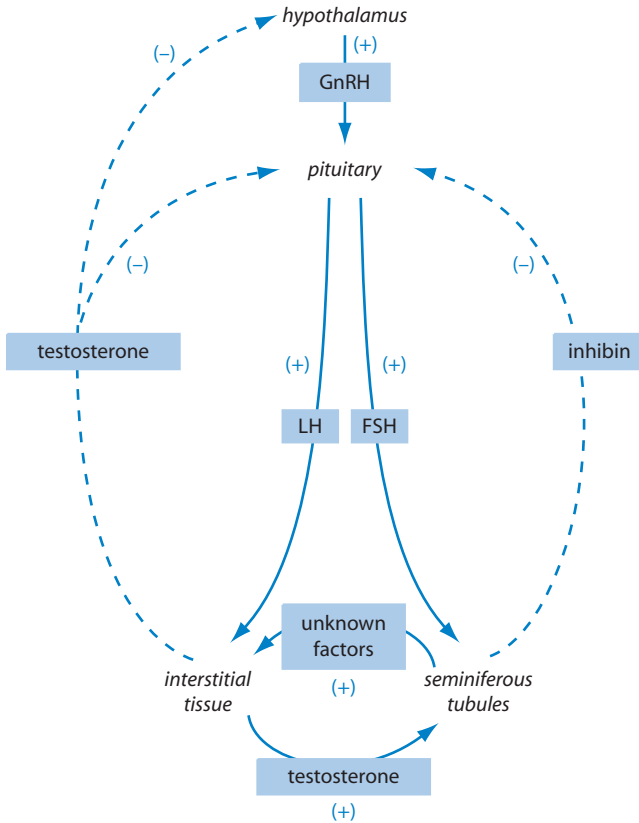 hypothalamus
(–)
(+)
GnRH
pituitary
(–)
(–)
testosterone
inhibin
(+)
(+)
LH
FSH
unknown
factors
interstitial
tissue
(+)
seminiferous
tubules
testosterone
(+)